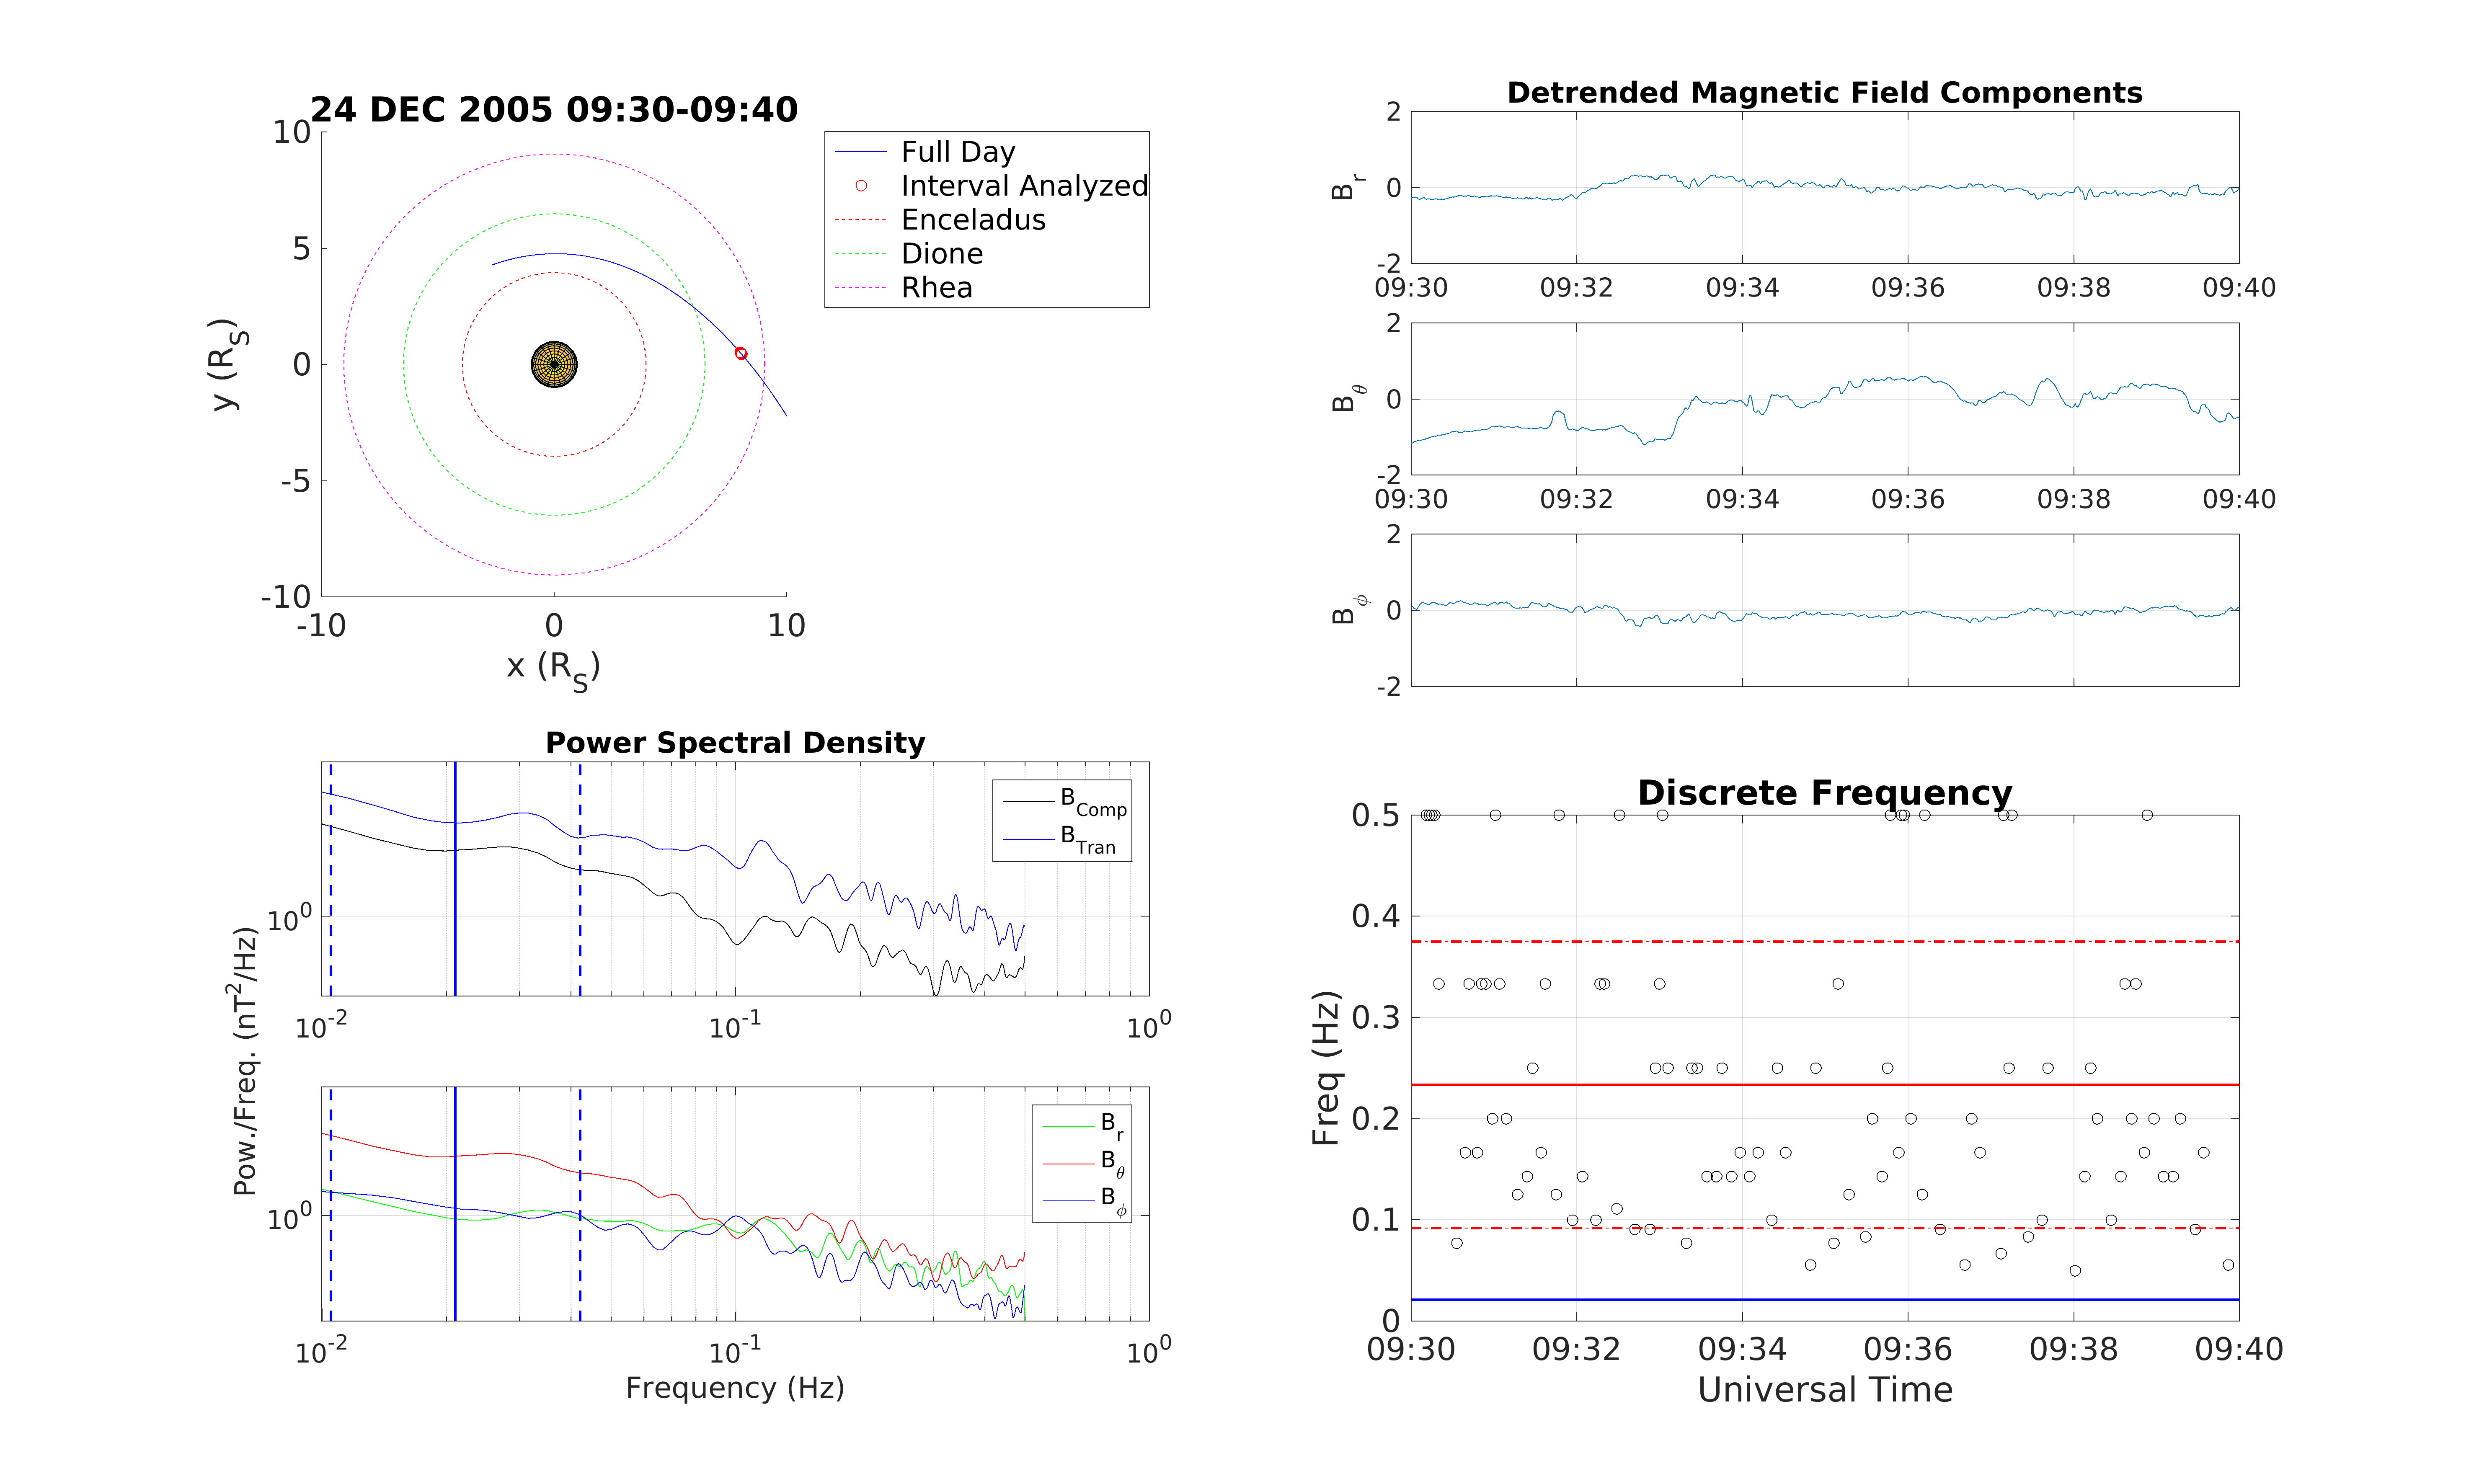 24 DEC 2005 09:30-09:40
10
5
0
-5
-10
-10 0 10
y (R_S)
x (R_S)
Full Day
Interval Analyzed
Enceladus
Dione
Rhea
Detrended Magnetic Field Components
2
0
-2
B_r
09:30 09:32 09:34 09:36 09:38 09:40
2
0
-2
B_θ
09:30 09:32 09:34 09:36 09:38 09:40
2
0
-2
B_ϕ
Power Spectral Density
B_Comp
B_Tran
10^0
10^-2 10^-1 10^0
Pow./Freq. (nT^2/Hz)
B_r
B_θ
B_ϕ
10^0
10^-2 10^-1 10^0
Frequency (Hz)
Discrete Frequency
0.5
0.4
0.3
0.2
0.1
0
Freq (Hz)
09:30 09:32 09:34 09:36 09:38 09:40
Universal Time